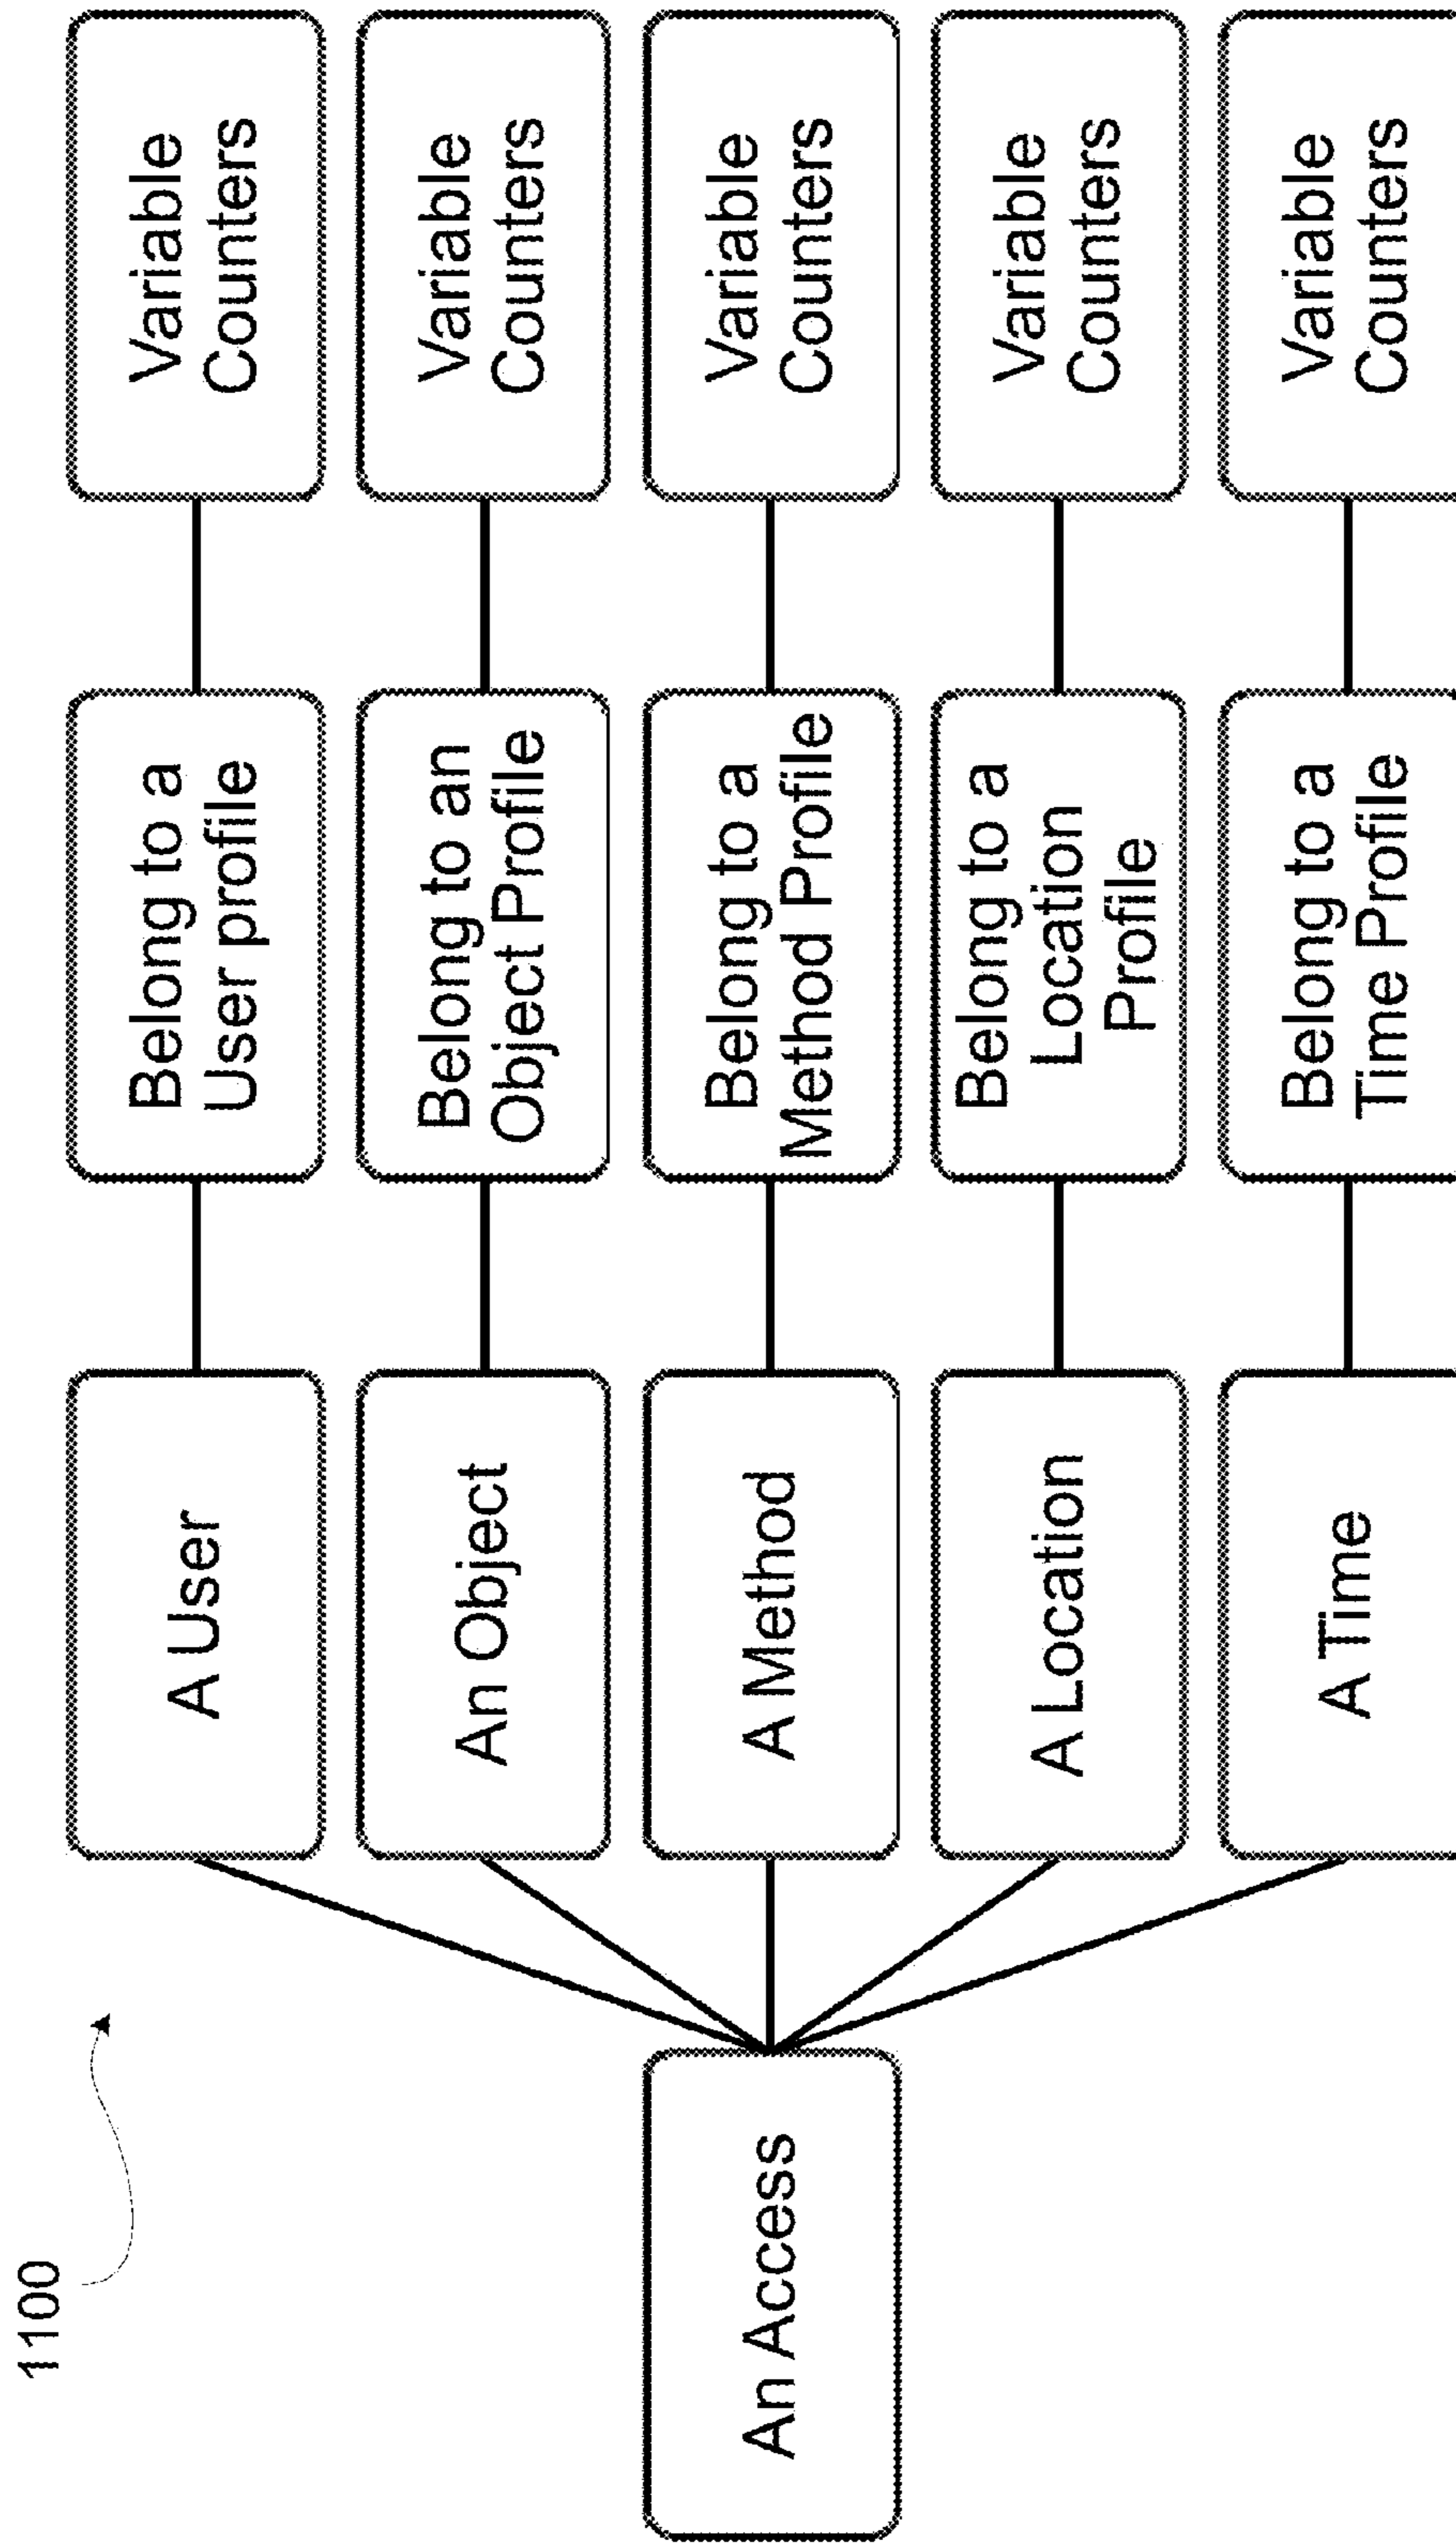 1100
An Access
A User
Belong to a
User profile
Variable
Counters
An Object
Belong to an
Object Profile
Variable
Counters
A Method
Belong to a
Method Profile
Variable
Counters
A Location
Belong to a
Location
Profile
Variable
Counters
A Time
Belong to a
Time Profile
Variable
Counters